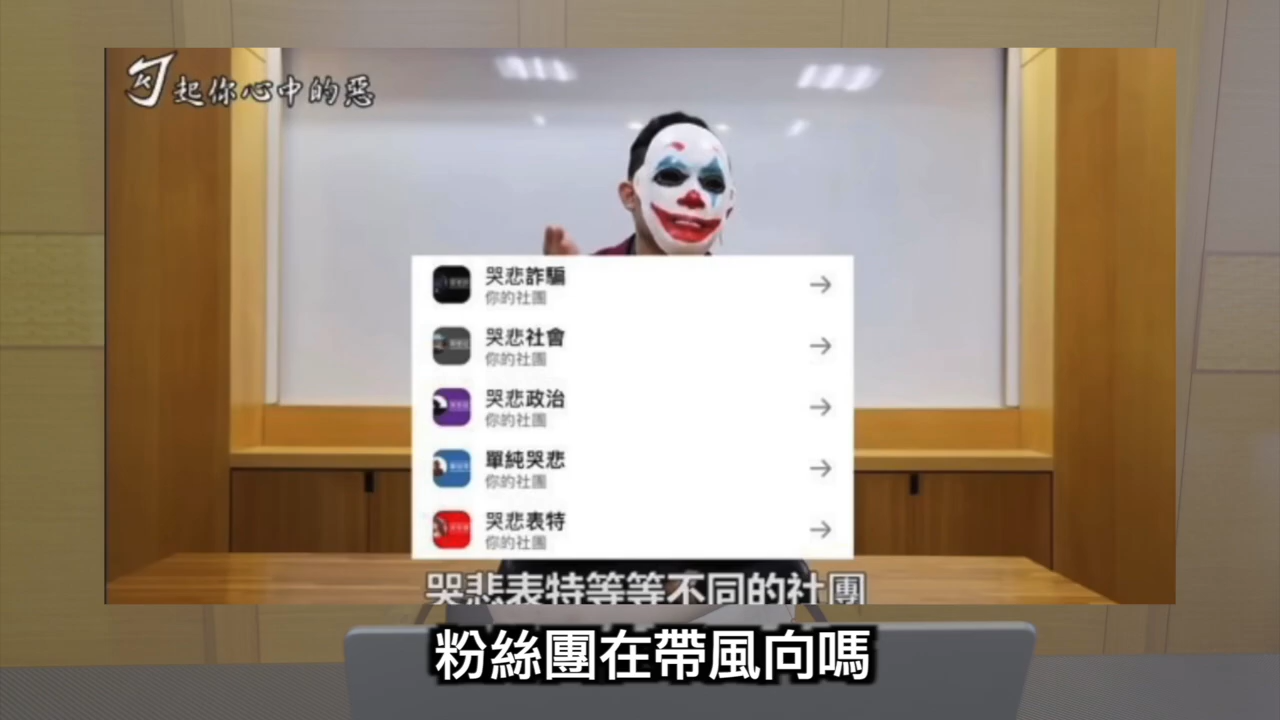 勾起你心中的惡
哭悲詐騙
你的社團
哭悲社會
你的社團
哭悲政治
你的社團
單純哭悲
你的社團
哭悲表特
你的社團
哭悲表特等等不同的社團
粉絲團在帶風向嗎